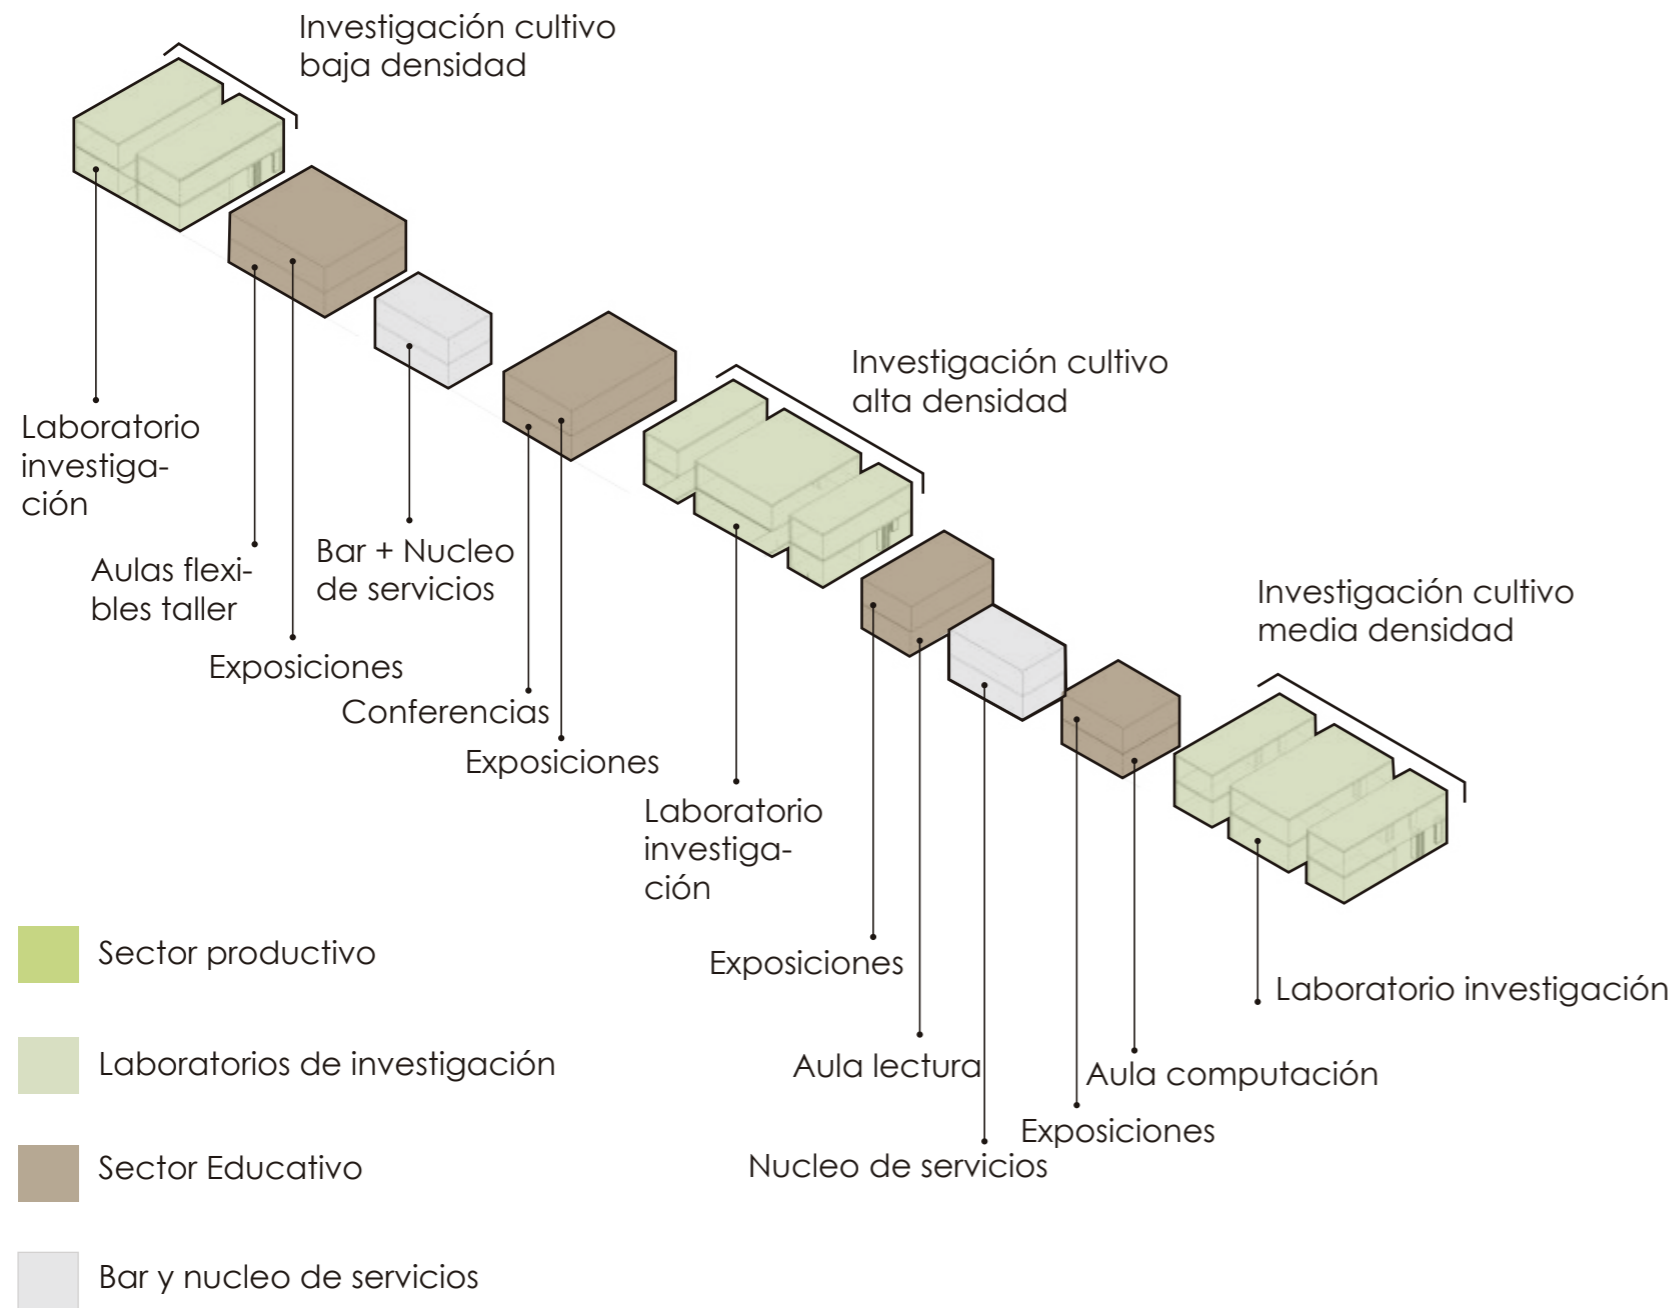 Investigación cultivo
baja densidad
Laboratorio
investiga-
ción
Aulas flexi-
bles taller
Exposiciones
Bar + Nucleo
de servicios
Conferencias
Exposiciones
Investigación cultivo
alta densidad
Laboratorio
investiga-
ción
Exposiciones
Aula lectura
Nucleo de servicios
Exposiciones
Aula computación
Investigación cultivo
media densidad
Laboratorio investigación
Sector productivo
Laboratorios de investigación
Sector Educativo
Bar y nucleo de servicios